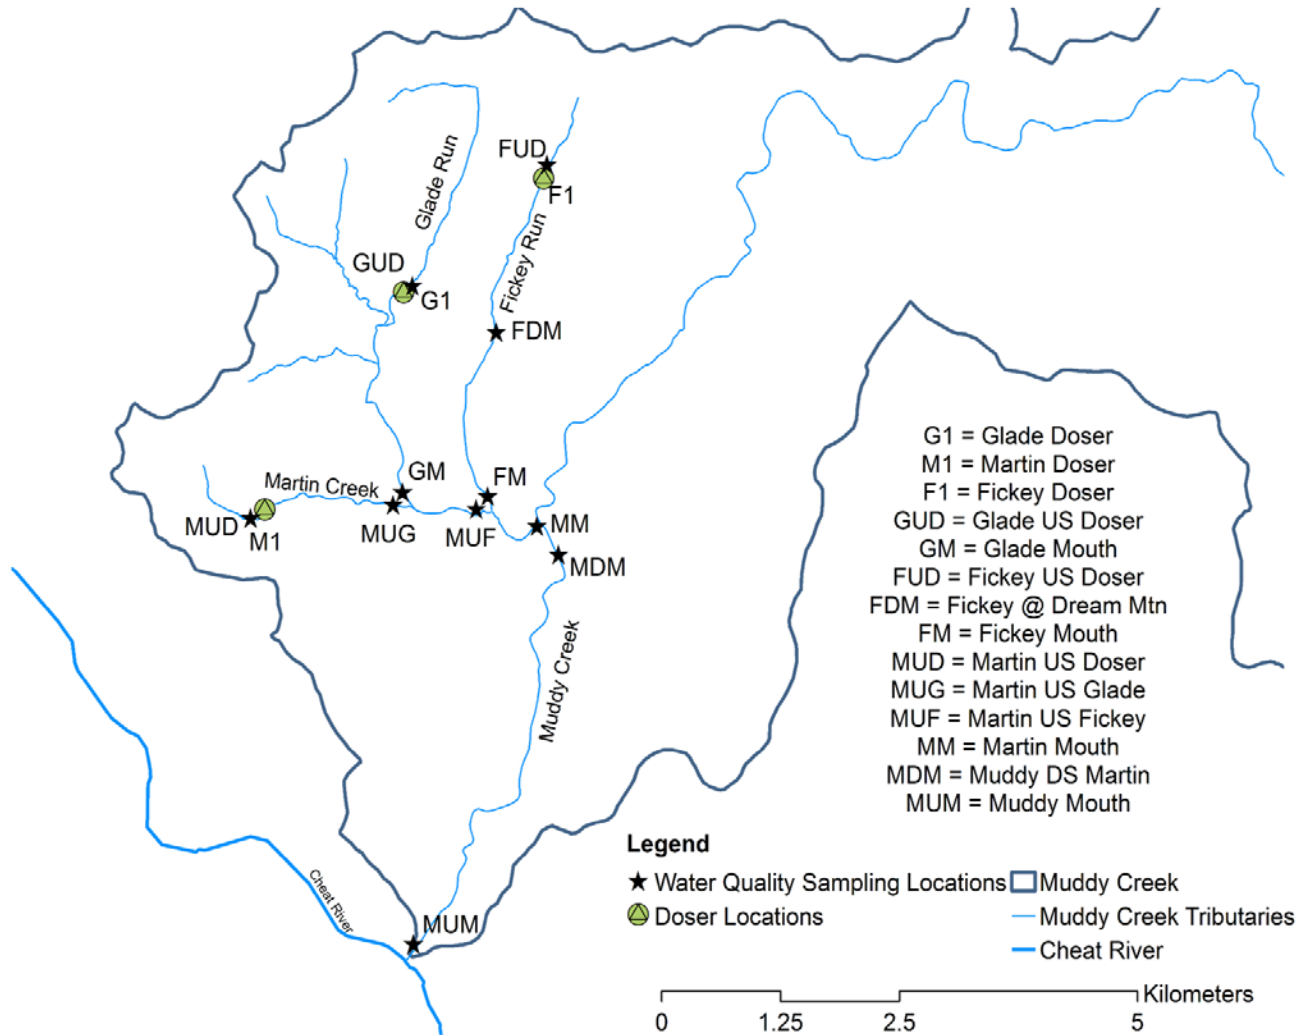 FUD
F1
Glade Run
Fickey Run
GUD
G1
FDM
GM
FM
Martin Creek
MUD
M1
MUG
MUF
MM
MDM
Muddy Creek
Cheat River
MUM
G1 = Glade Doser
M1 = Martin Doser
F1 = Fickey Doser
GUD = Glade US Doser
GM = Glade Mouth
FUD = Fickey US Doser
FDM = Fickey @ Dream Mtn
FM = Fickey Mouth
MUD = Martin US Doser
MUG = Martin US Glade
MUF = Martin US Fickey
MM = Martin Mouth
MDM = Muddy DS Martin
MUM = Muddy Mouth
Legend
Water Quality Sampling Locations
Muddy Creek
Doser Locations
Muddy Creek Tributaries
Cheat River
Kilometers
0 1.25 2.5 5